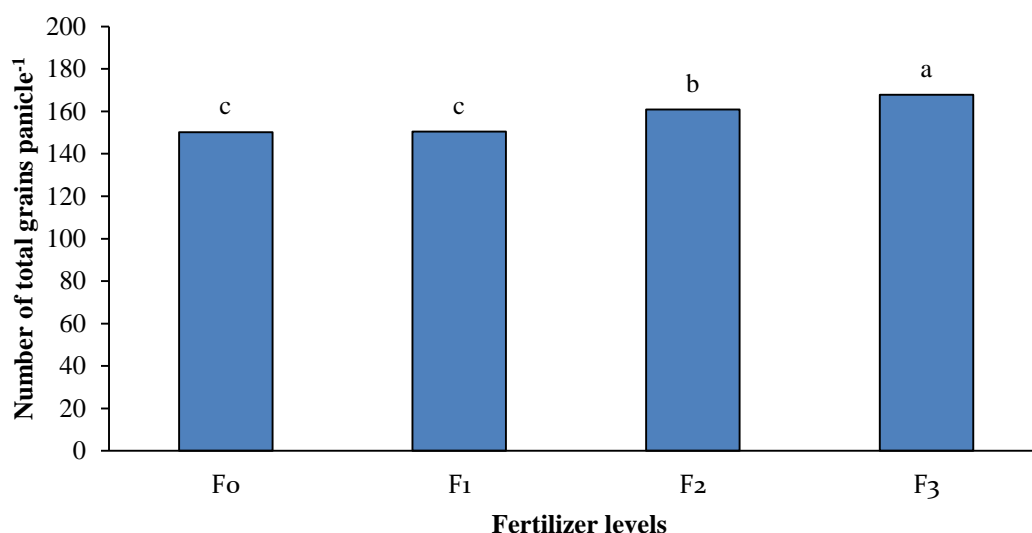 Number of total grains panicle⁻¹
200
180
160
140
120
100
80
60
40
20
0
c
c
b
a
F0
F1
F2
F3
Fertilizer levels